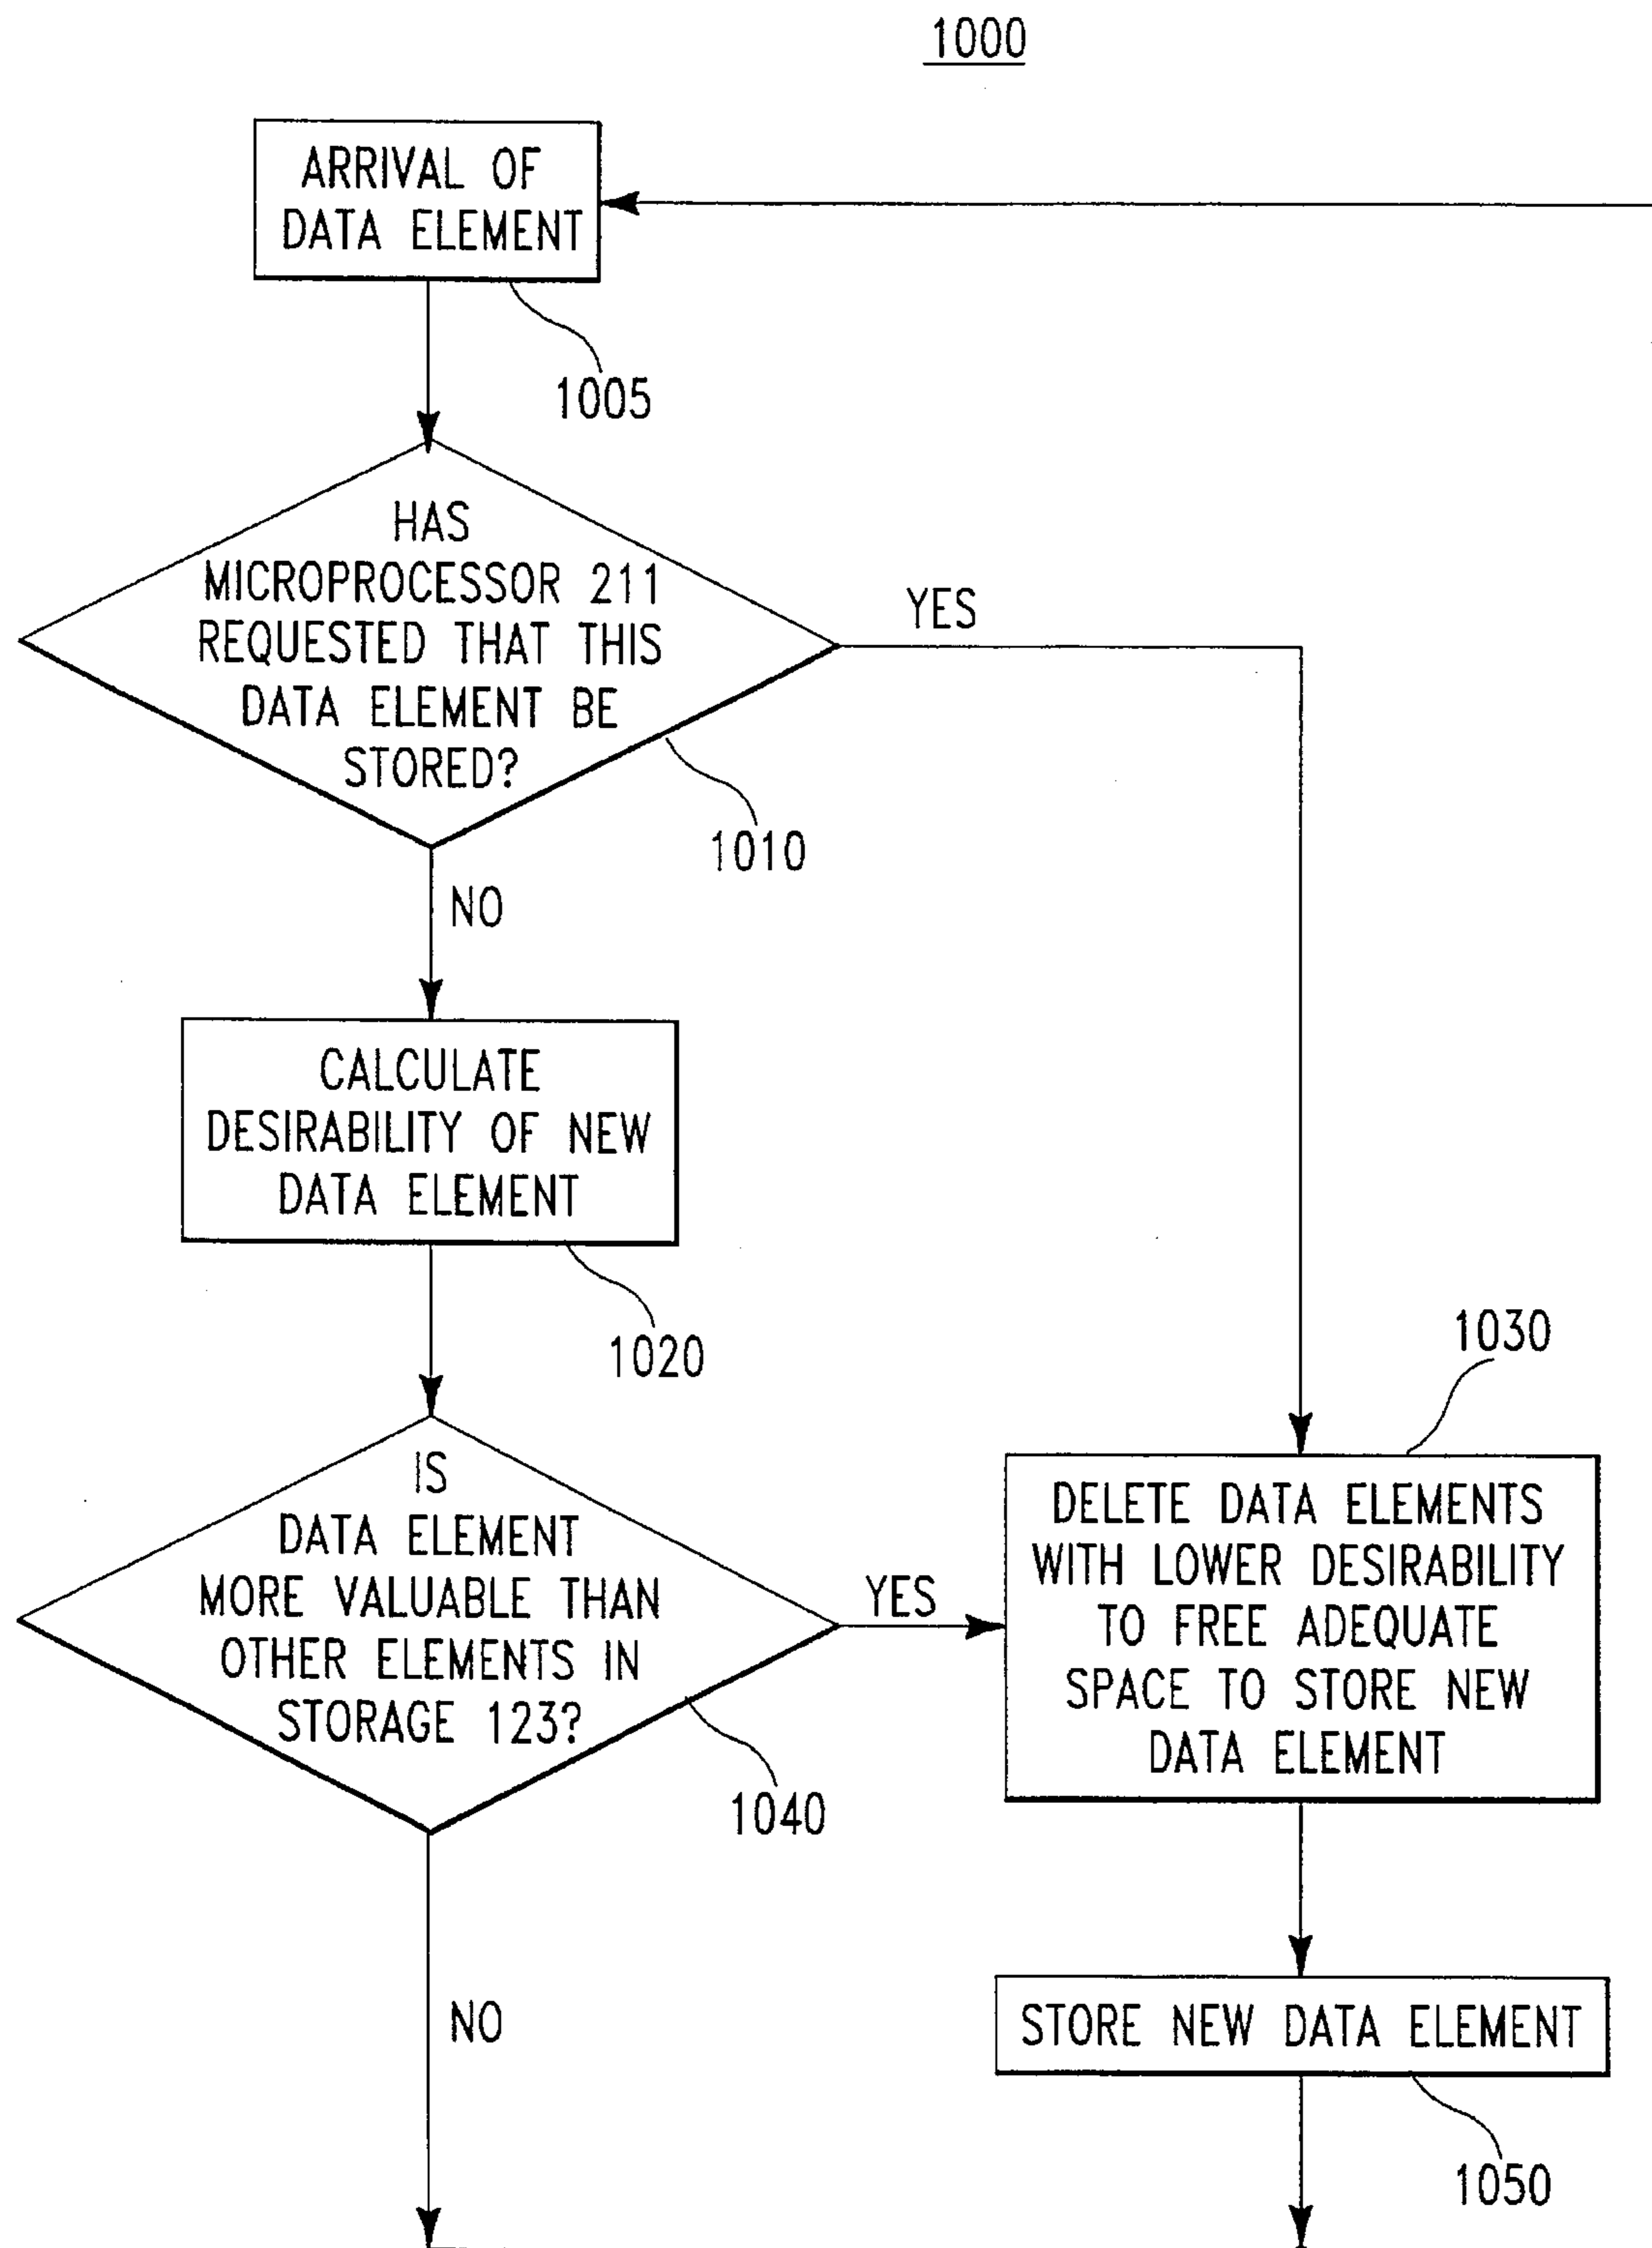 1000
ARRIVAL OF
DATA ELEMENT
1005
HAS
MICROPROCESSOR 211
REQUESTED THAT THIS
DATA ELEMENT BE
STORED?
YES
1010
NO
CALCULATE
DESIRABILITY OF NEW
DATA ELEMENT
1020
IS
DATA ELEMENT
MORE VALUABLE THAN
OTHER ELEMENTS IN
STORAGE 123?
YES
1040
NO
1030
DELETE DATA ELEMENTS
WITH LOWER DESIRABILITY
TO FREE ADEQUATE
SPACE TO STORE NEW
DATA ELEMENT
STORE NEW DATA ELEMENT
1050